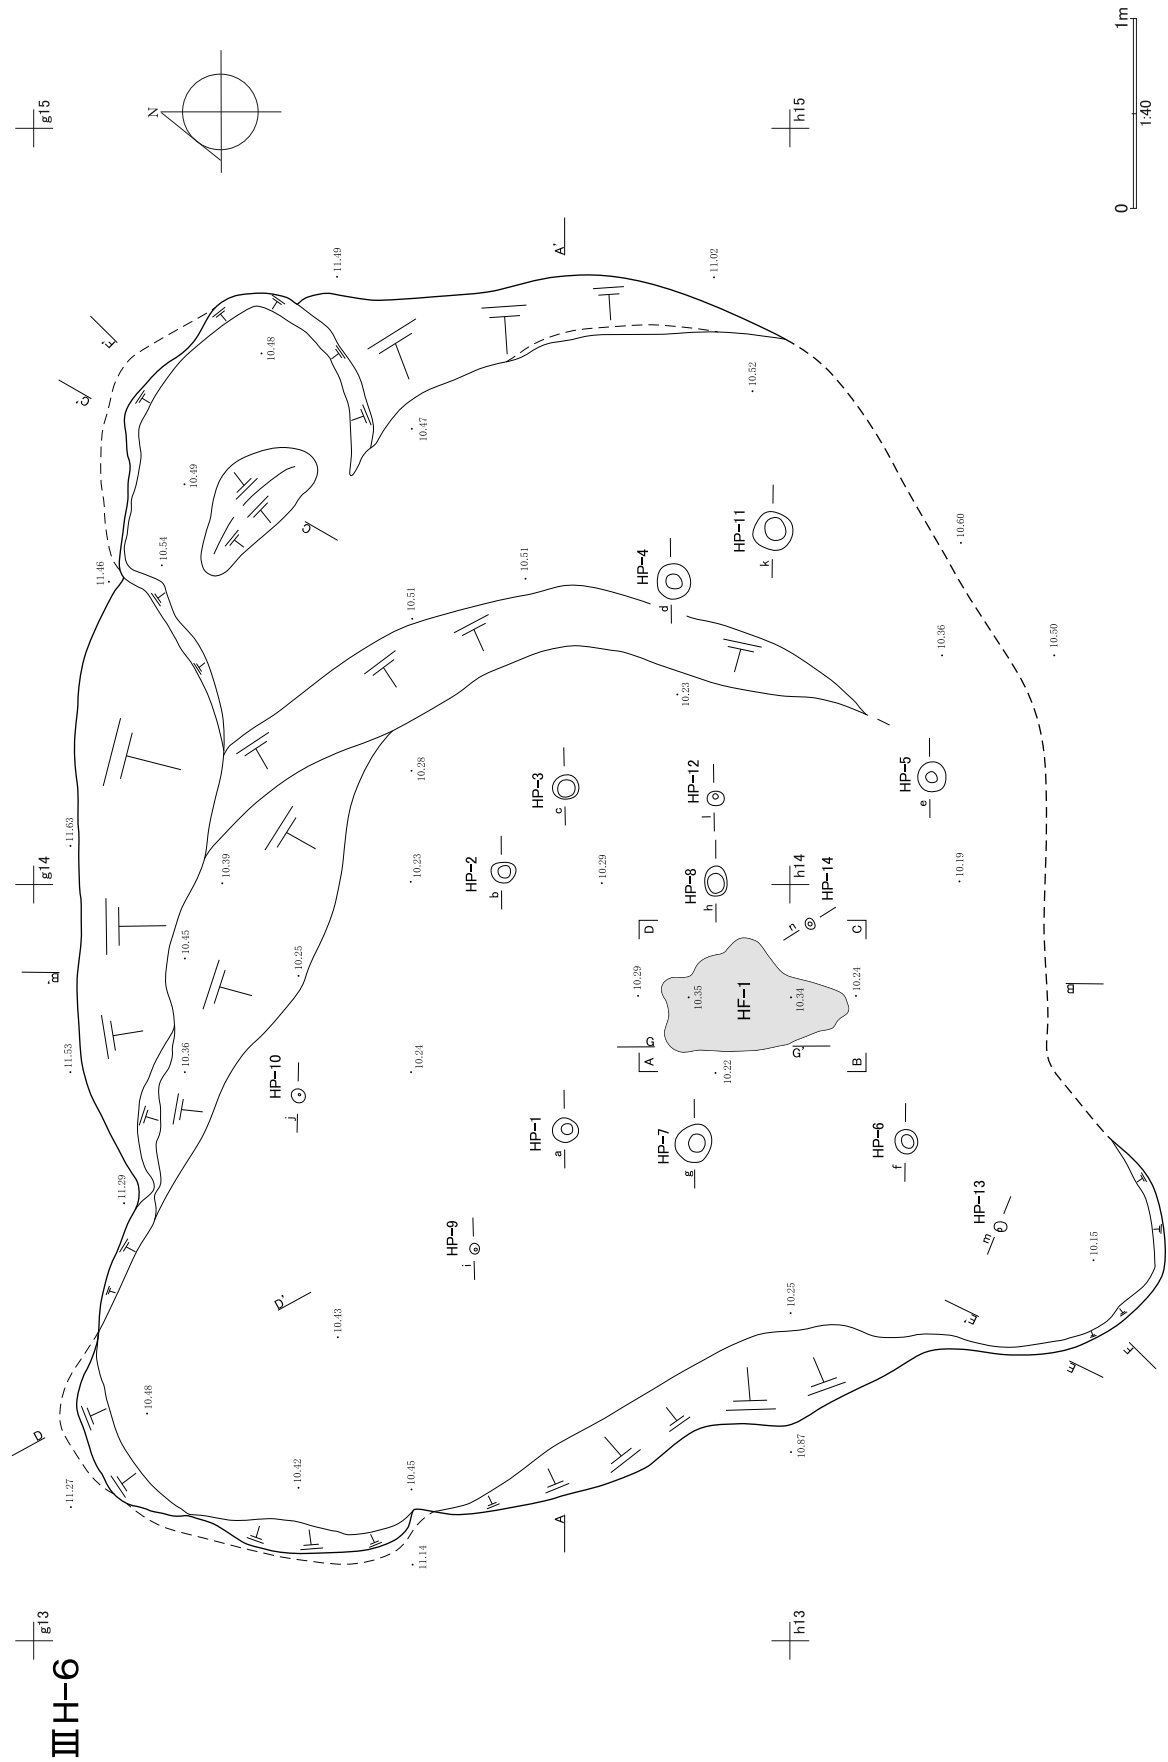 ⅢH-6
g13
g14
g15
h13
h14
h15
N
0
1m
1:40
A
A'
B
B'
C
C'
D
D'
E
E'
F
F'
G
G'
A
B
C
D
HF-1
10.35
10.34
HP-1
a
HP-2
b
HP-3
c
HP-4
d
HP-5
e
HP-6
f
HP-7
g
HP-8
h
HP-9
i
HP-10
j
HP-11
k
HP-12
l
HP-13
m
HP-14
n
11.27
11.29
11.53
11.63
11.46
11.49
11.02
11.14
10.87
10.48
10.42
10.45
10.43
10.36
10.45
10.39
10.25
10.24
10.23
10.28
10.29
10.29
10.22
10.24
10.19
10.25
10.15
10.54
10.49
10.48
10.47
10.51
10.51
10.52
10.23
10.60
10.36
10.50